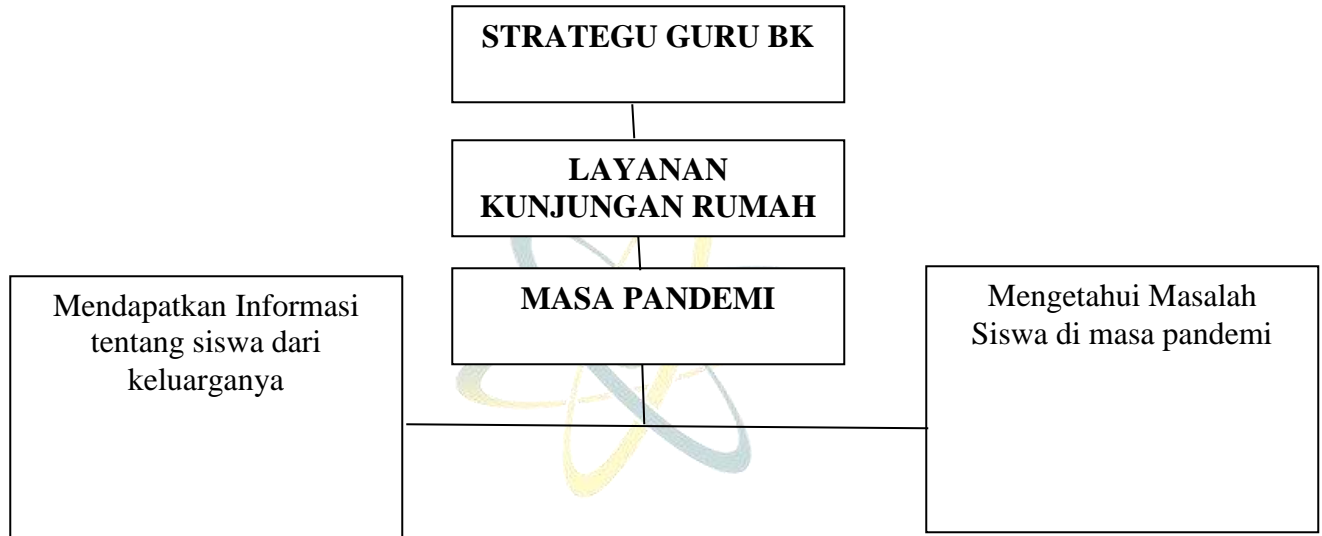 STRATEGU GURU BK
LAYANAN
KUNJUNGAN RUMAH
MASA PANDEMI
Mendapatkan Informasi
tentang siswa dari
keluarganya
Mengetahui Masalah
Siswa di masa pandemi